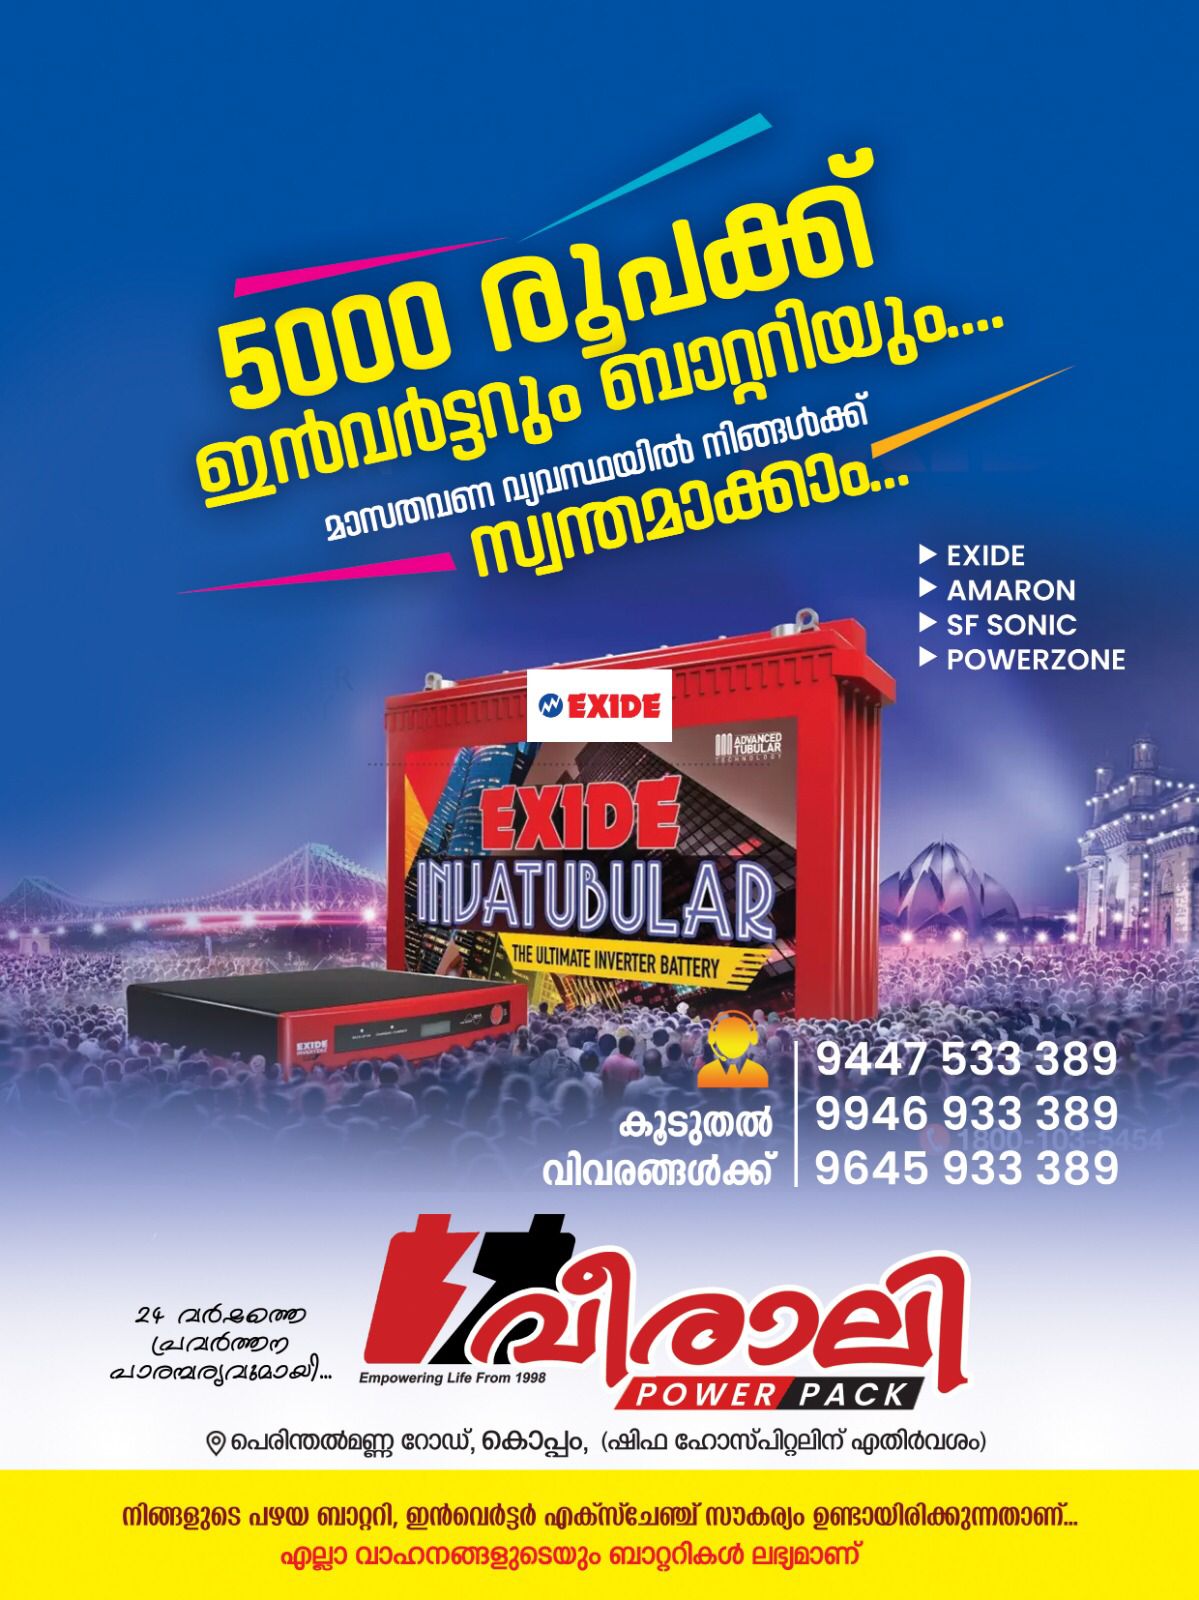 5000 രൂപക്ക്
ഇൻവർട്ടറും ബാറ്ററിയും....
മാസതവണ വ്യവസ്ഥയിൽ നിങ്ങൾക്ക്
സ്വന്തമാക്കാം...
EXIDE
AMARON
SF SONIC
POWERZONE
EXIDE
ADVANCED
TUBULAR
TECHNOLOGY
EXIDE
INVATUBULAR
THE ULTIMATE INVERTER BATTERY
EXIDE
INVERTERZ
കൂടുതൽ
വിവരങ്ങൾക്ക്
9447 533 389
9946 933 389
1800-103-5454
9645 933 389
24 വർഷത്തെ
പ്രവർത്തന
പാരമ്പര്യവുമായി...
വീരാലി
Empowering Life From 1998
POWER PACK
പെരിന്തൽമണ്ണ റോഡ്, കൊപ്പം, (ഷിഫ ഹോസ്പിറ്റലിന് എതിർവശം)
നിങ്ങളുടെ പഴയ ബാറ്ററി, ഇൻവെർട്ടർ എക്സ്ചേഞ്ച് സൗകര്യം ഉണ്ടായിരിക്കുന്നതാണ്...
എല്ലാ വാഹനങ്ങളുടെയും ബാറ്ററികൾ ലഭ്യമാണ്